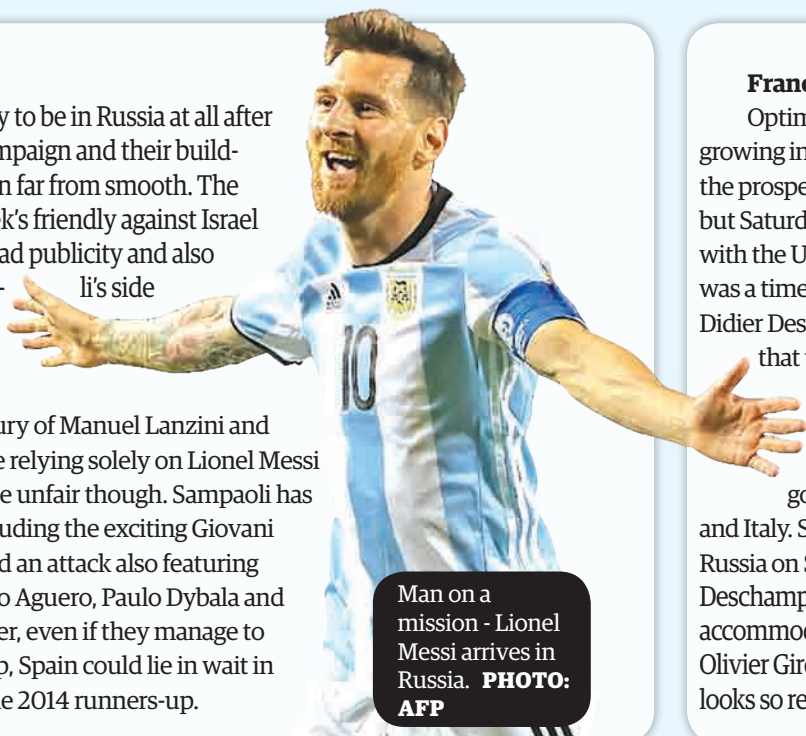 y to be in Russia at all after
mpaign and their build-
n far from smooth. The
k's friendly against Israel
ad publicity and also
- li's side
ury of Manuel Lanzini and
e relying solely on Lionel Messi
e unfair though. Sampaoli has
luding the exciting Giovani
d an attack also featuring
o Aguero, Paulo Dybala and
er, even if they manage to
p, Spain could lie in wait in
e 2014 runners-up.
10
Man on a
mission - Lionel
Messi arrives in
Russia. PHOTO:
AFP
Franc
Optim
growing in
the prospe
but Saturd
with the U
was a time
Didier Des
that
go
and Italy. S
Russia on S
Deschamp
accommod
Olivier Giro
looks so re